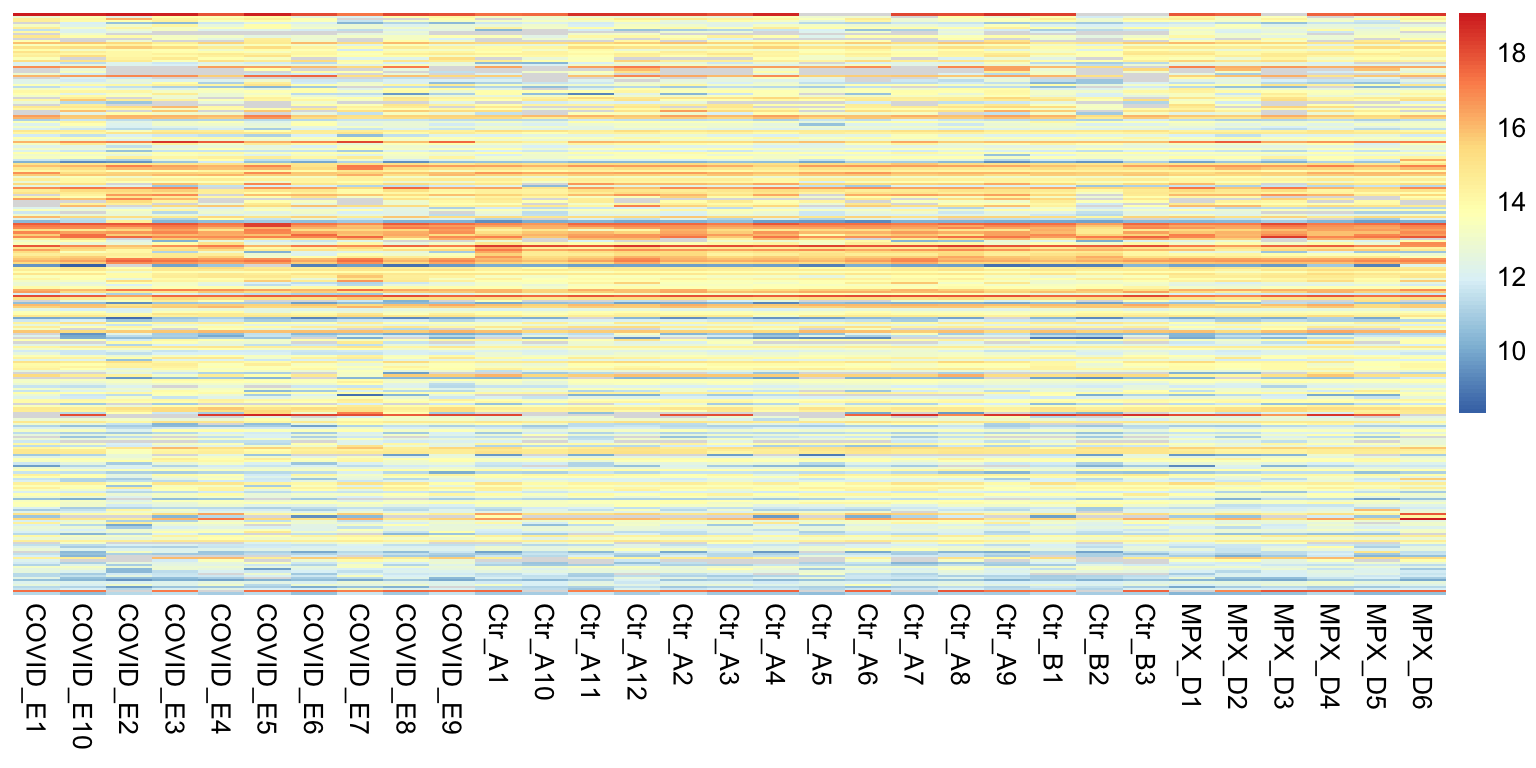 18
16
14
12
10
COVID_E1
COVID_E10
COVID_E2
COVID_E3
COVID_E4
COVID_E5
COVID_E6
COVID_E7
COVID_E8
COVID_E9
Ctr_A1
Ctr_A10
Ctr_A11
Ctr_A12
Ctr_A2
Ctr_A3
Ctr_A4
Ctr_A5
Ctr_A6
Ctr_A7
Ctr_A8
Ctr_A9
Ctr_B1
Ctr_B2
Ctr_B3
MPX_D1
MPX_D2
MPX_D3
MPX_D4
MPX_D5
MPX_D6